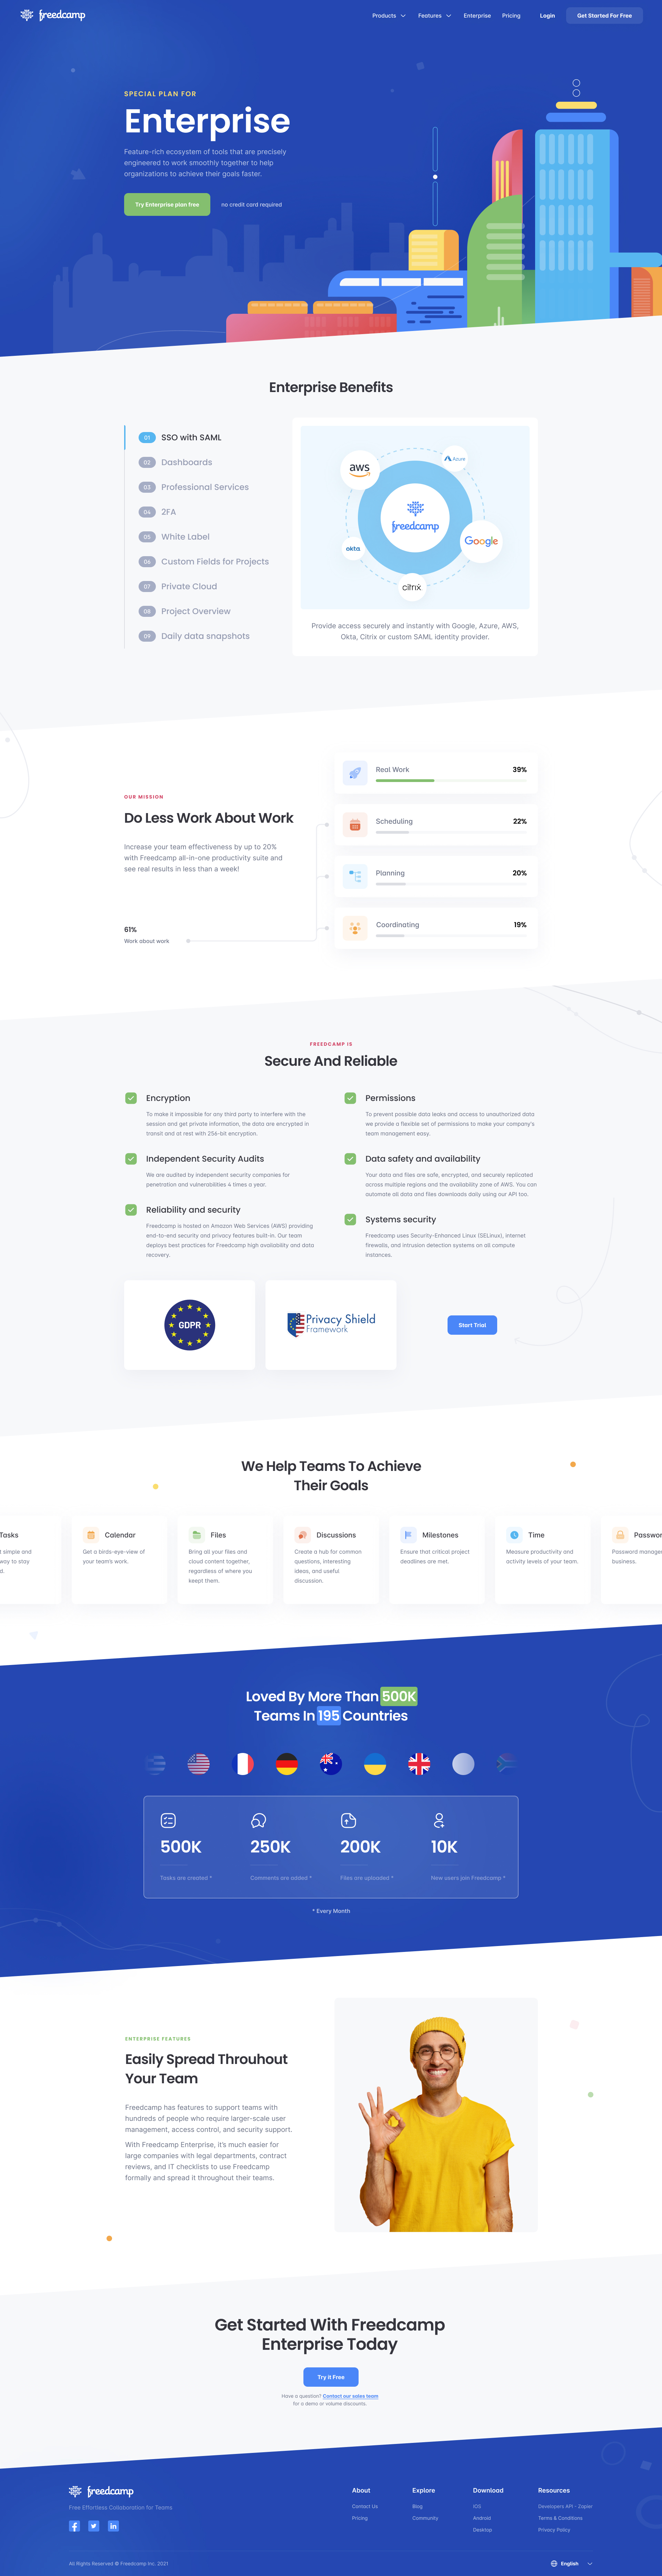 freedcamp
Products Features Enterprise Pricing Login Get Started For Free
SPECIAL PLAN FOR
Enterprise
Feature-rich ecosystem of tools that are precisely
engineered to work smoothly together to help
organizations to achieve their goals faster.
Try Enterprise plan free no credit card required
Enterprise Benefits
01 SSO with SAML
02 Dashboards
03 Professional Services
04 2FA
05 White Label
06 Custom Fields for Projects
07 Private Cloud
08 Project Overview
09 Daily data snapshots
aws
Azure
freedcamp
Google
okta
citrix
Provide access securely and instantly with Google, Azure, AWS,
Okta, Citrix or custom SAML identity provider.
OUR MISSION
Do Less Work About Work
Increase your team effectiveness by up to 20%
with Freedcamp all-in-one productivity suite and
see real results in less than a week!
61%
Work about work
Real Work 39%
Scheduling 22%
Planning 20%
Coordinating 19%
FREEDCAMP IS
Secure And Reliable
Encryption
To make it impossible for any third party to interfere with the
session and get private information, the data are encrypted in
transit and at rest with 256-bit encryption.
Independent Security Audits
We are audited by independent security companies for
penetration and vulnerabilities 4 times a year.
Reliability and security
Freedcamp is hosted on Amazon Web Services (AWS) providing
end-to-end security and privacy features built-in. Our team
deploys best practices for Freedcamp high availability and data
recovery.
Permissions
To prevent possible data leaks and access to unauthorized data
we provide a flexible set of permissions to make your company's
team management easy.
Data safety and availability
Your data and files are safe, encrypted, and securely replicated
across multiple regions and the availability zone of AWS. You can
automate all data and files downloads daily using our API too.
Systems security
Freedcamp uses Security-Enhanced Linux (SELinux), internet
firewalls, and intrusion detection systems on all compute
instances.
GDPR
Privacy Shield
Framework
Start Trial
We Help Teams To Achieve
Their Goals
Tasks
simple and
way to stay
d.
Calendar
Get a birds-eye-view of
your team's work.
Files
Bring all your files and
cloud content together,
regardless of where you
keept them.
Discussions
Create a hub for common
questions, interesting
ideas, and useful
discussion.
Milestones
Ensure that critical project
deadlines are met.
Time
Measure productivity and
activity levels of your team.
Passwor
Password manage
business.
Loved By More Than 500K
Teams In 195 Countries
500K
Tasks are created *
250K
Comments are added *
200K
Files are uploaded *
10K
New users join Freedcamp *
* Every Month
ENTERPRISE FEATURES
Easily Spread Throuhout
Your Team
Freedcamp has features to support teams with
hundreds of people who require larger-scale user
management, access control, and security support.
With Freedcamp Enterprise, it's much easier for
large companies with legal departments, contract
reviews, and IT checklists to use Freedcamp
formally and spread it throughout their teams.
Get Started With Freedcamp
Enterprise Today
Try it Free
Have a question? Contact our sales team
for a demo or volume discounts.
freedcamp
Free Effortless Collaboration for Teams
About
Contact Us
Pricing
Explore
Blog
Community
Download
iOS
Android
Desktop
Resources
Developers API - Zapier
Terms & Conditions
Privacy Policy
All Rights Reserved © Freedcamp Inc. 2021
English